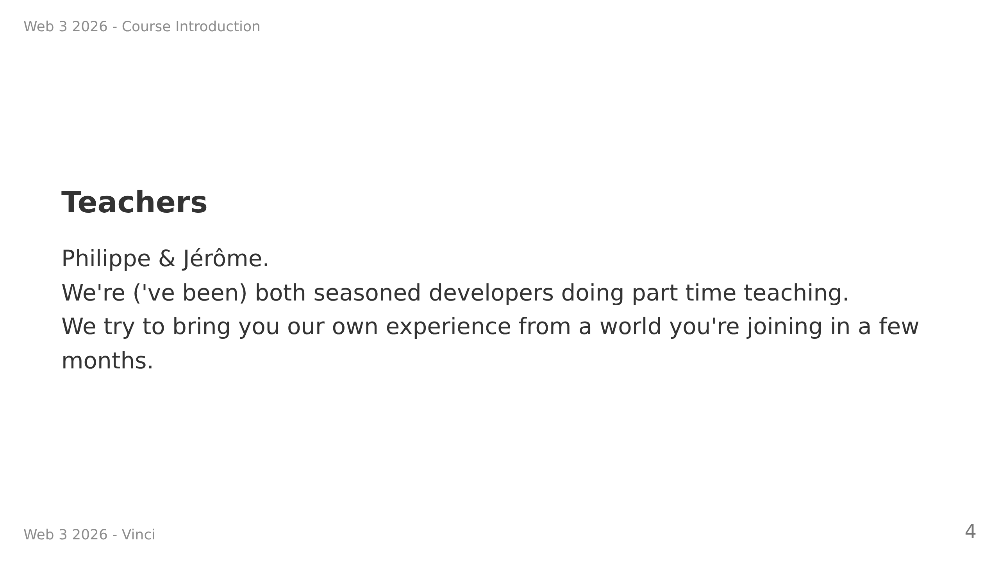 Web 3 2026 - Course Introduction
Teachers
Philippe & Jérôme.
We're ('ve been) both seasoned developers doing part time teaching.
We try to bring you our own experience from a world you're joining in a few
months.
Web 3 2026 - Vinci
4